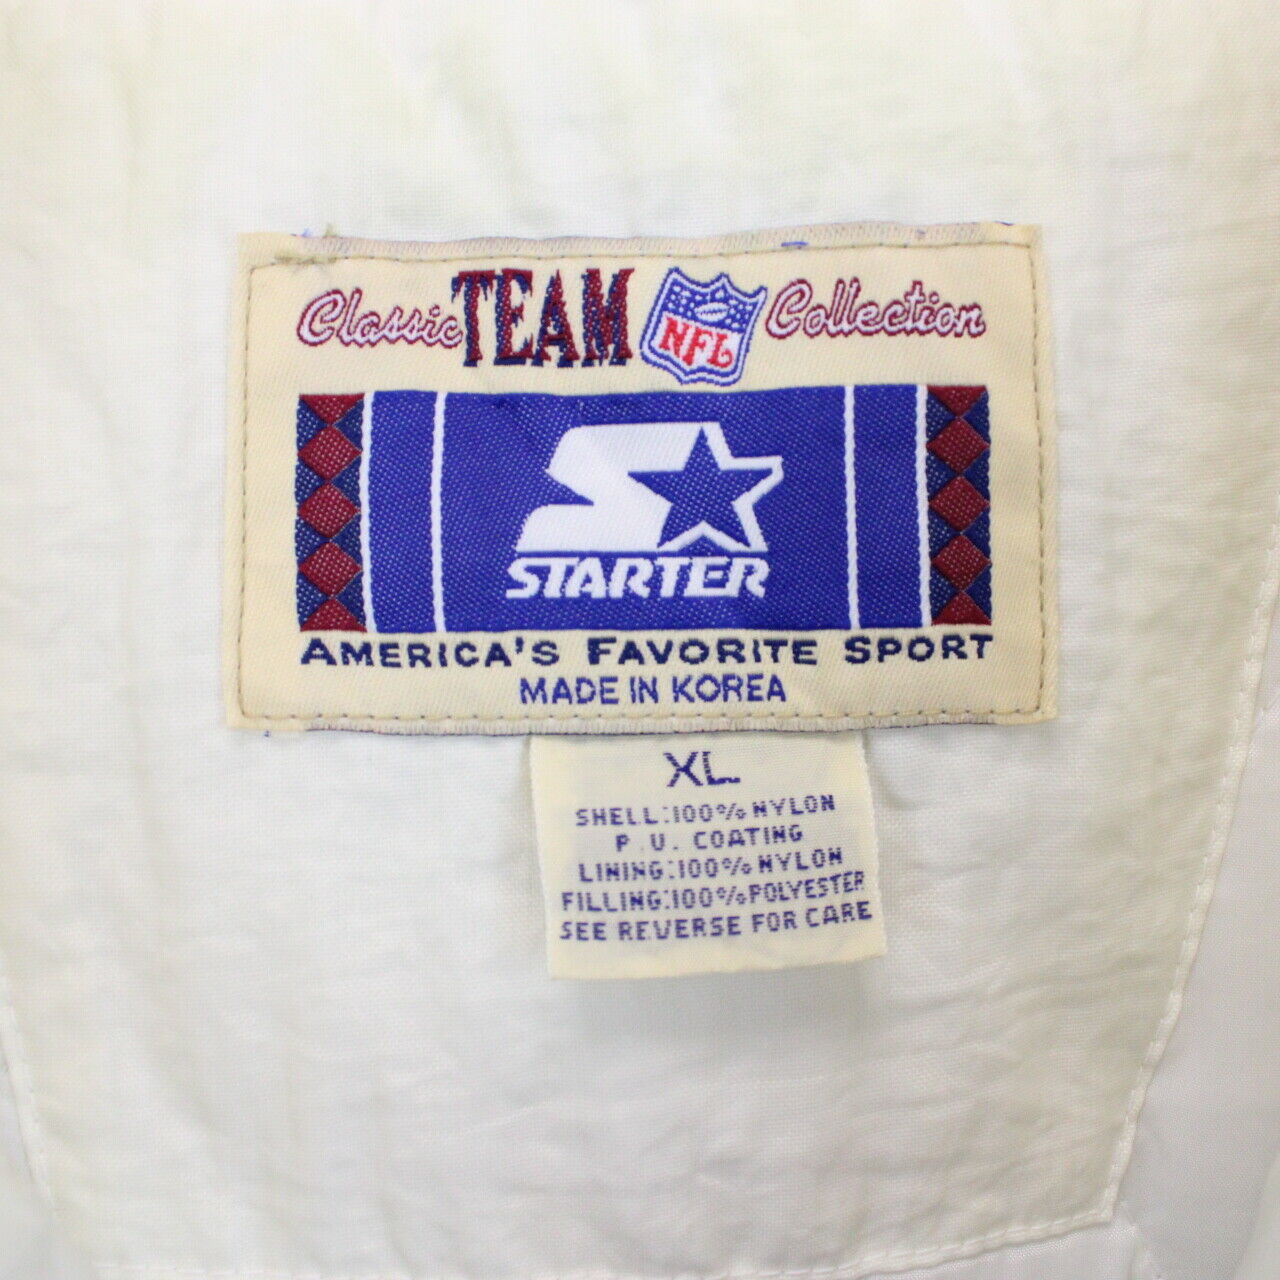 Classic TEAM NFL Collection
STARTER
AMERICA'S FAVORITE SPORT
MADE IN KOREA
XL
SHELL:100% NYLON
P.U. COATING
LINING:100% NYLON
FILLING:100% POLYESTER
SEE REVERSE FOR CARE